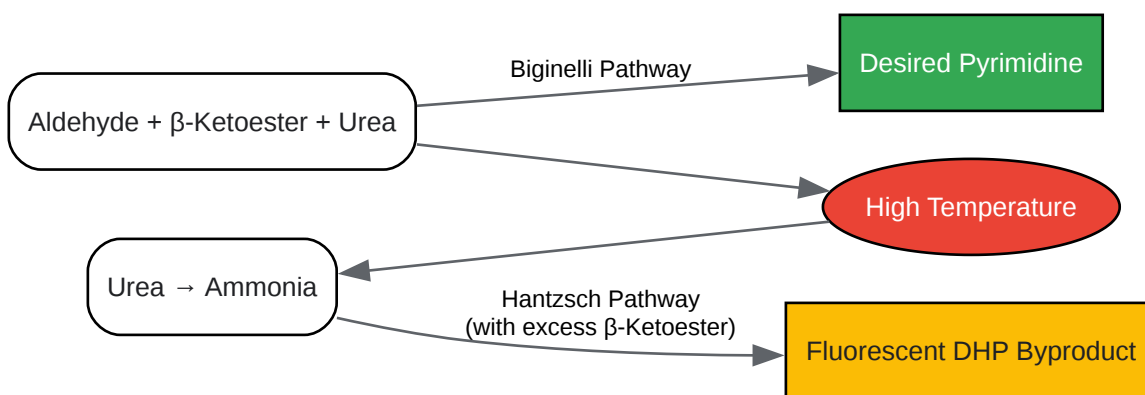 Biginelli Pathway
Desired Pyrimidine
Aldehyde + β-Ketoester + Urea
High Temperature
Urea → Ammonia
Hantzsch Pathway
(with excess β-Ketoester)
Fluorescent DHP Byproduct